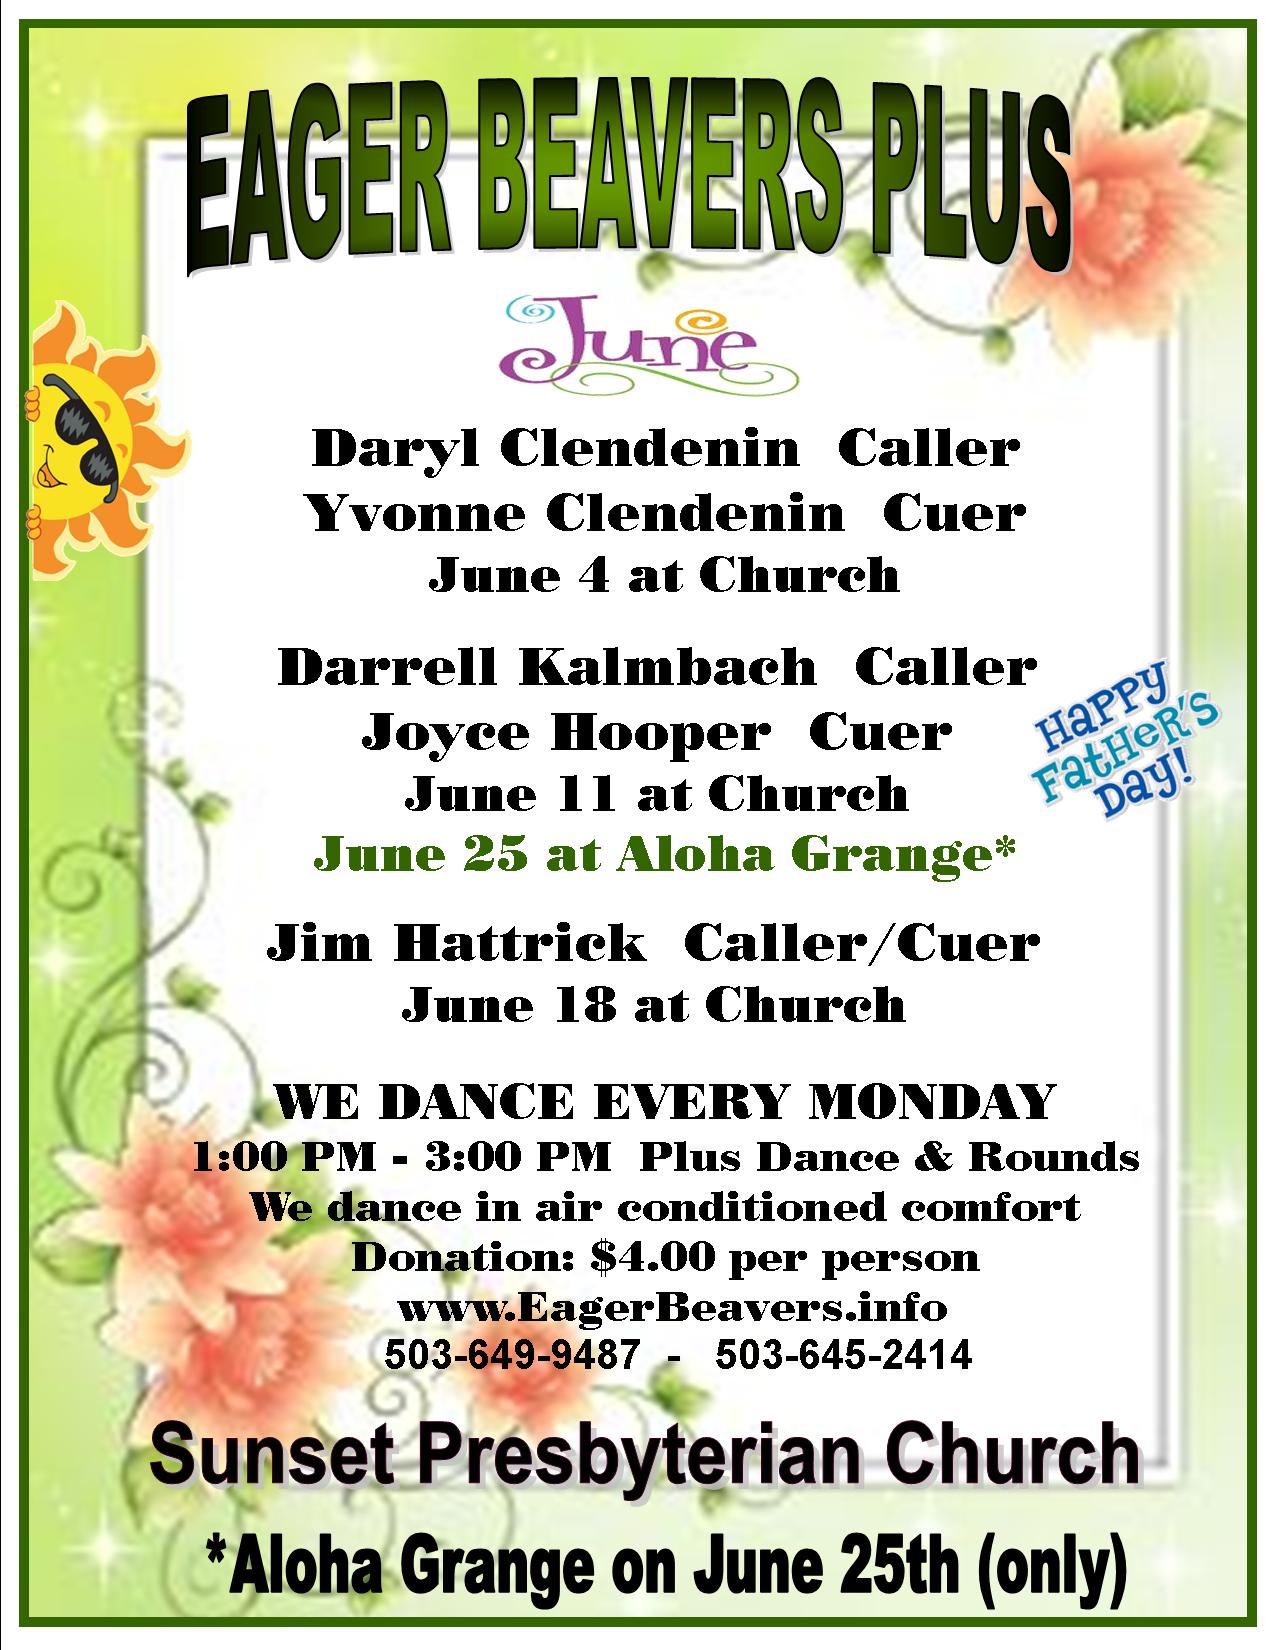 EAGER BEAVERS PLUS
June
Daryl Clendenin  Caller
Yvonne Clendenin  Cuer
June 4 at Church
Darrell Kalmbach  Caller
Joyce Hooper  Cuer
June 11 at Church
June 25 at Aloha Grange*
HAPPY
FATHER'S
DAY!
Jim Hattrick  Caller/Cuer
June 18 at Church
WE DANCE EVERY MONDAY
1:00 PM - 3:00 PM  Plus Dance & Rounds
We dance in air conditioned comfort
Donation: $4.00 per person
www.EagerBeavers.info
503-649-9487  -  503-645-2414
Sunset Presbyterian Church
*Aloha Grange on June 25th (only)